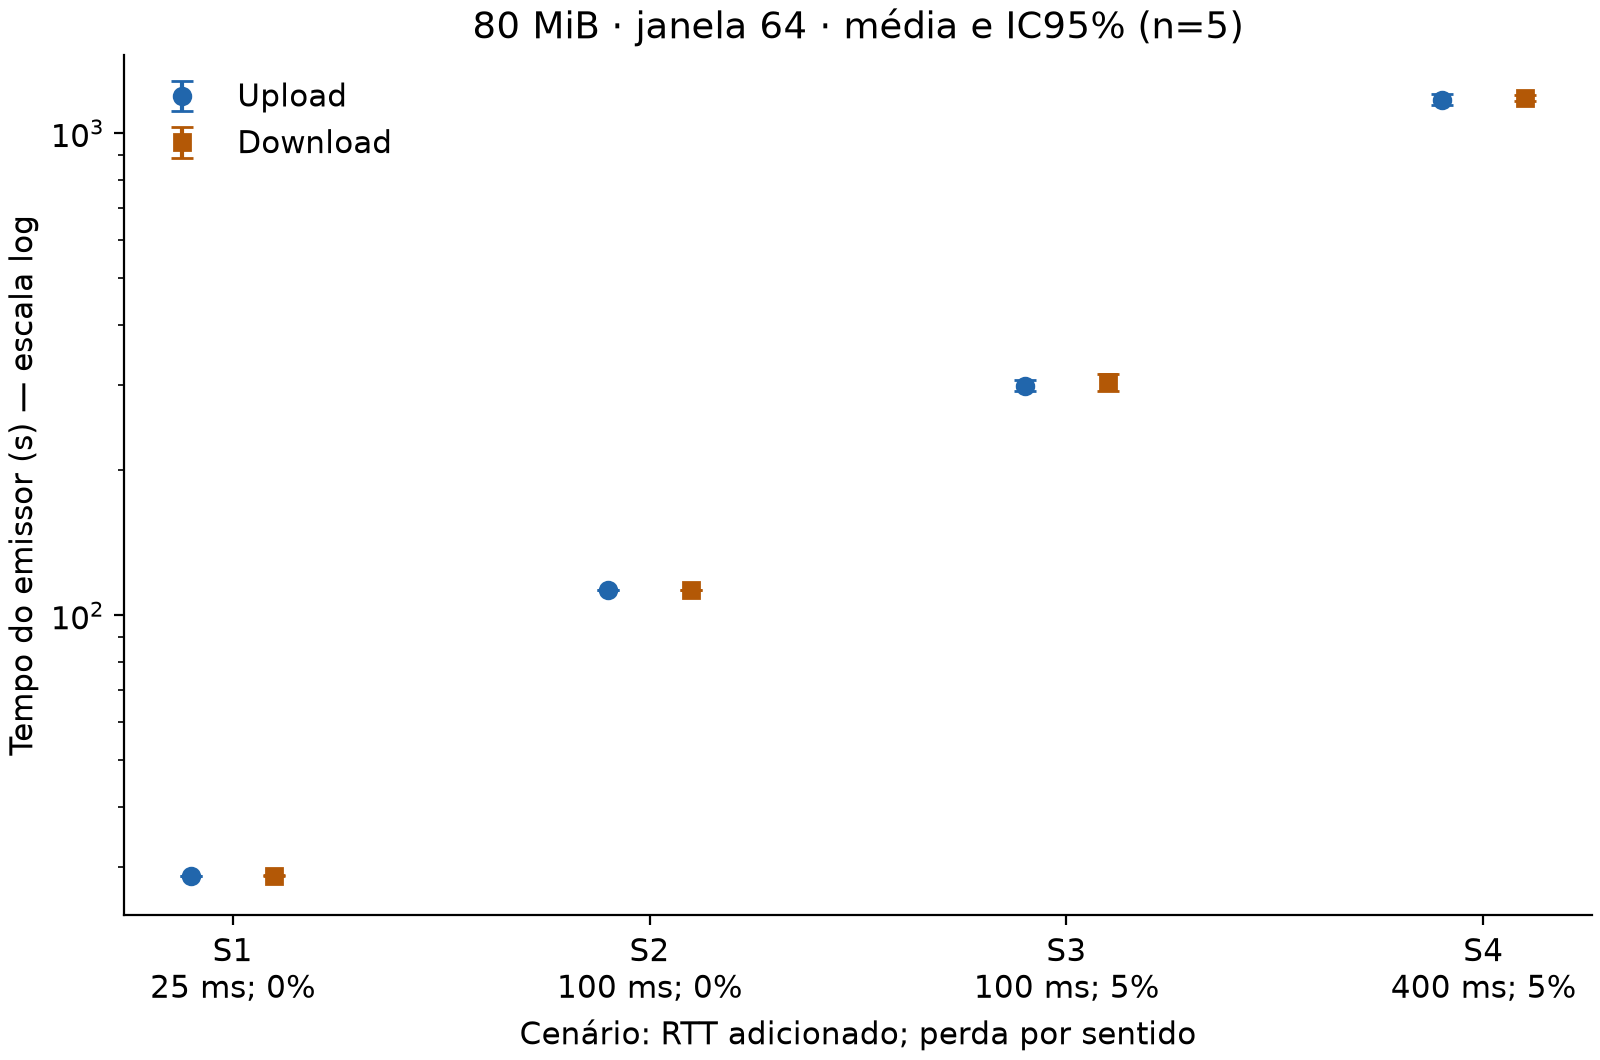 80 MiB · janela 64 · média e IC95% (n=5)
Upload
Download
10³
10²
Tempo do emissor (s) — escala log
S1
25 ms; 0%
S2
100 ms; 0%
S3
100 ms; 5%
S4
400 ms; 5%
Cenário: RTT adicionado; perda por sentido